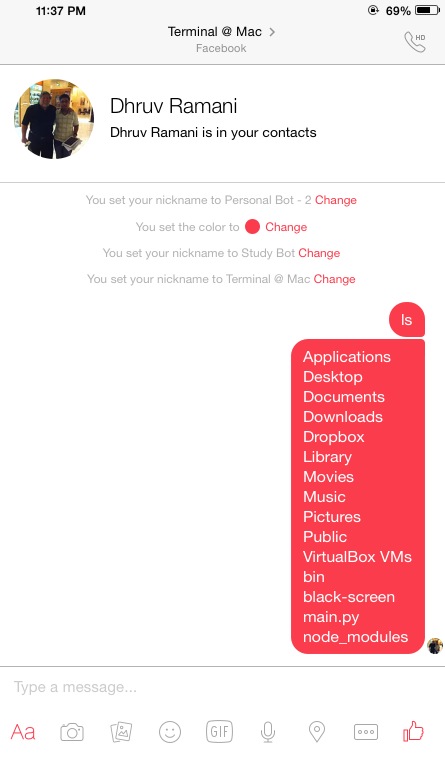 11:37 PM
69%
Terminal @ Mac
Facebook
HD
Dhruv Ramani
Dhruv Ramani is in your contacts
You set your nickname to Personal Bot - 2 Change
You set the color to Change
You set your nickname to Study Bot Change
You set your nickname to Terminal @ Mac Change
ls
Applications
Desktop
Documents
Downloads
Dropbox
Library
Movies
Music
Pictures
Public
VirtualBox VMs
bin
black-screen
main.py
node_modules
Type a message...
Aa
GIF